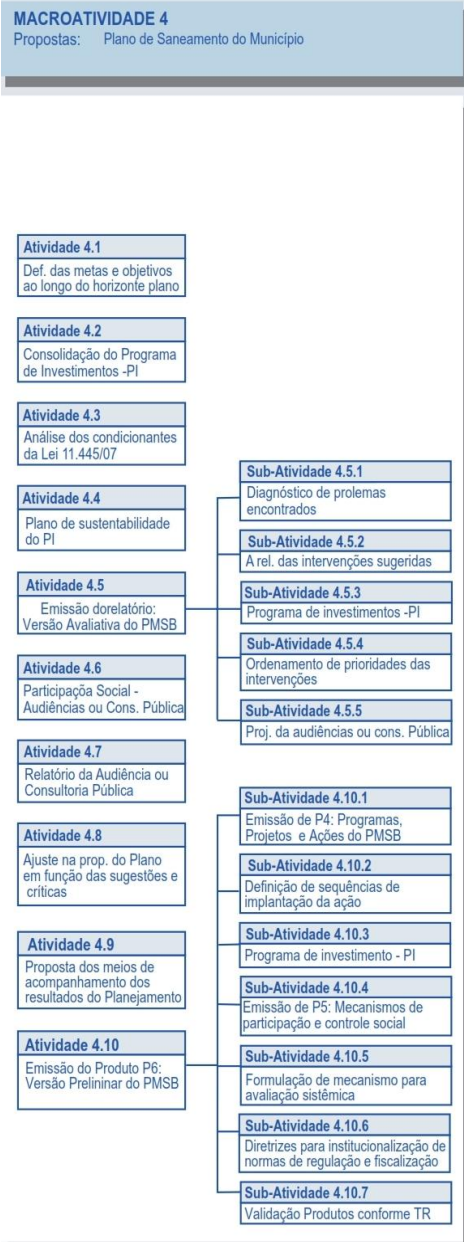 MACROATIVIDADE 4
Propostas: Plano de Saneamento do Município
Atividade 4.1
Def. das metas e objetivos
ao longo do horizonte plano
Atividade 4.2
Consolidação do Programa
de Investimentos -PI
Atividade 4.3
Análise dos condicionantes
da Lei 11.445/07
Atividade 4.4
Plano de sustentabilidade
do PI
Atividade 4.5
Emissão dorelatório:
Versão Avaliativa do PMSB
Sub-Atividade 4.5.1
Diagnóstico de prolemas
encontrados
Sub-Atividade 4.5.2
A rel. das intervenções sugeridas
Sub-Atividade 4.5.3
Programa de investimentos -PI
Sub-Atividade 4.5.4
Ordenamento de prioridades das
intervenções
Sub-Atividade 4.5.5
Proj. da audiências ou cons. Pública
Atividade 4.6
Participaçõa Social -
Audiências ou Cons. Pública
Atividade 4.7
Relatório da Audiência ou
Consultoria Pública
Atividade 4.8
Ajuste na prop. do Plano
em função das sugestões e
críticas
Atividade 4.9
Proposta dos meios de
acompanhamento dos
resultados do Planejamento
Atividade 4.10
Emissão do Produto P6:
Versão Prelininar do PMSB
Sub-Atividade 4.10.1
Emissão de P4: Programas,
Projetos e Ações do PMSB
Sub-Atividade 4.10.2
Definição de sequências de
implantação da ação
Sub-Atividade 4.10.3
Programa de investimento - PI
Sub-Atividade 4.10.4
Emissão de P5: Mecanismos de
participação e controle social
Sub-Atividade 4.10.5
Formulação de mecanismo para
avaliação sistêmica
Sub-Atividade 4.10.6
Diretrizes para institucionalização de
normas de regulação e fiscalização
Sub-Atividade 4.10.7
Validação Produtos conforme TR